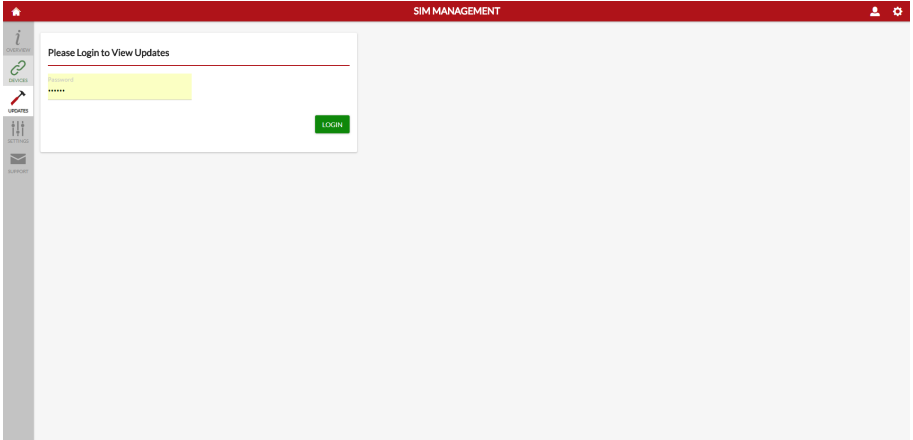 SIM MANAGEMENT
OVERVIEW
DEVICES
UPDATES
SETTINGS
SUPPORT
Please Login to View Updates
Password
••••••
LOGIN